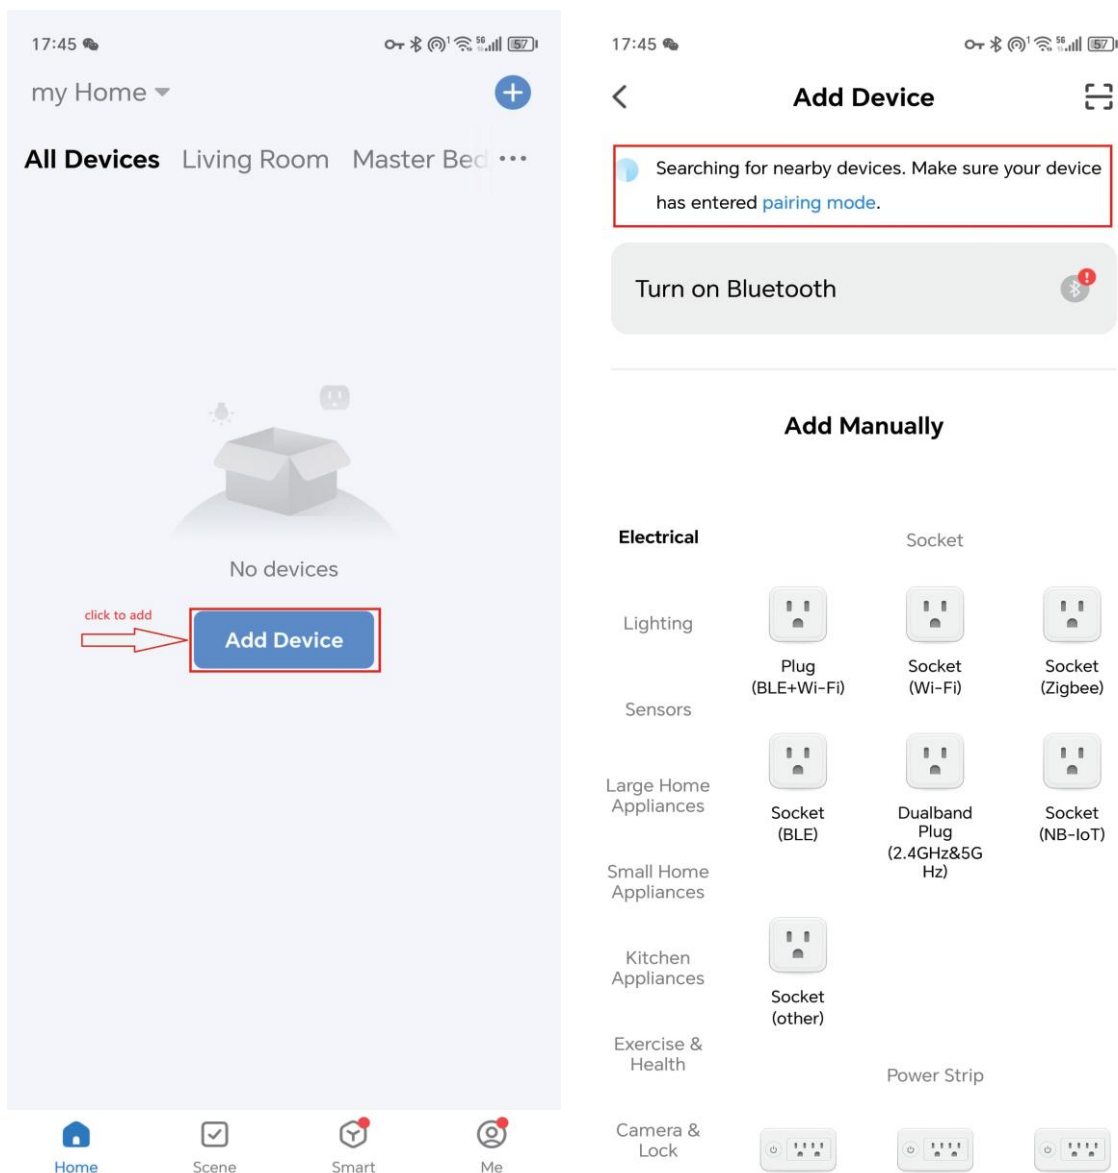 17:45
57
my Home
All Devices Living Room Master Bed
No devices
click to add
Add Device
Home Scene Smart Me
17:45
57
Add Device
Searching for nearby devices. Make sure your device
has entered pairing mode.
Turn on Bluetooth
Add Manually
Electrical
Lighting
Sensors
Large Home
Appliances
Small Home
Appliances
Kitchen
Appliances
Exercise &
Health
Camera &
Lock
Socket
Plug
(BLE+Wi-Fi)
Socket
(Wi-Fi)
Socket
(Zigbee)
Socket
(BLE)
Dualband
Plug
(2.4GHz&5G
Hz)
Socket
(NB-IoT)
Socket
(other)
Power Strip